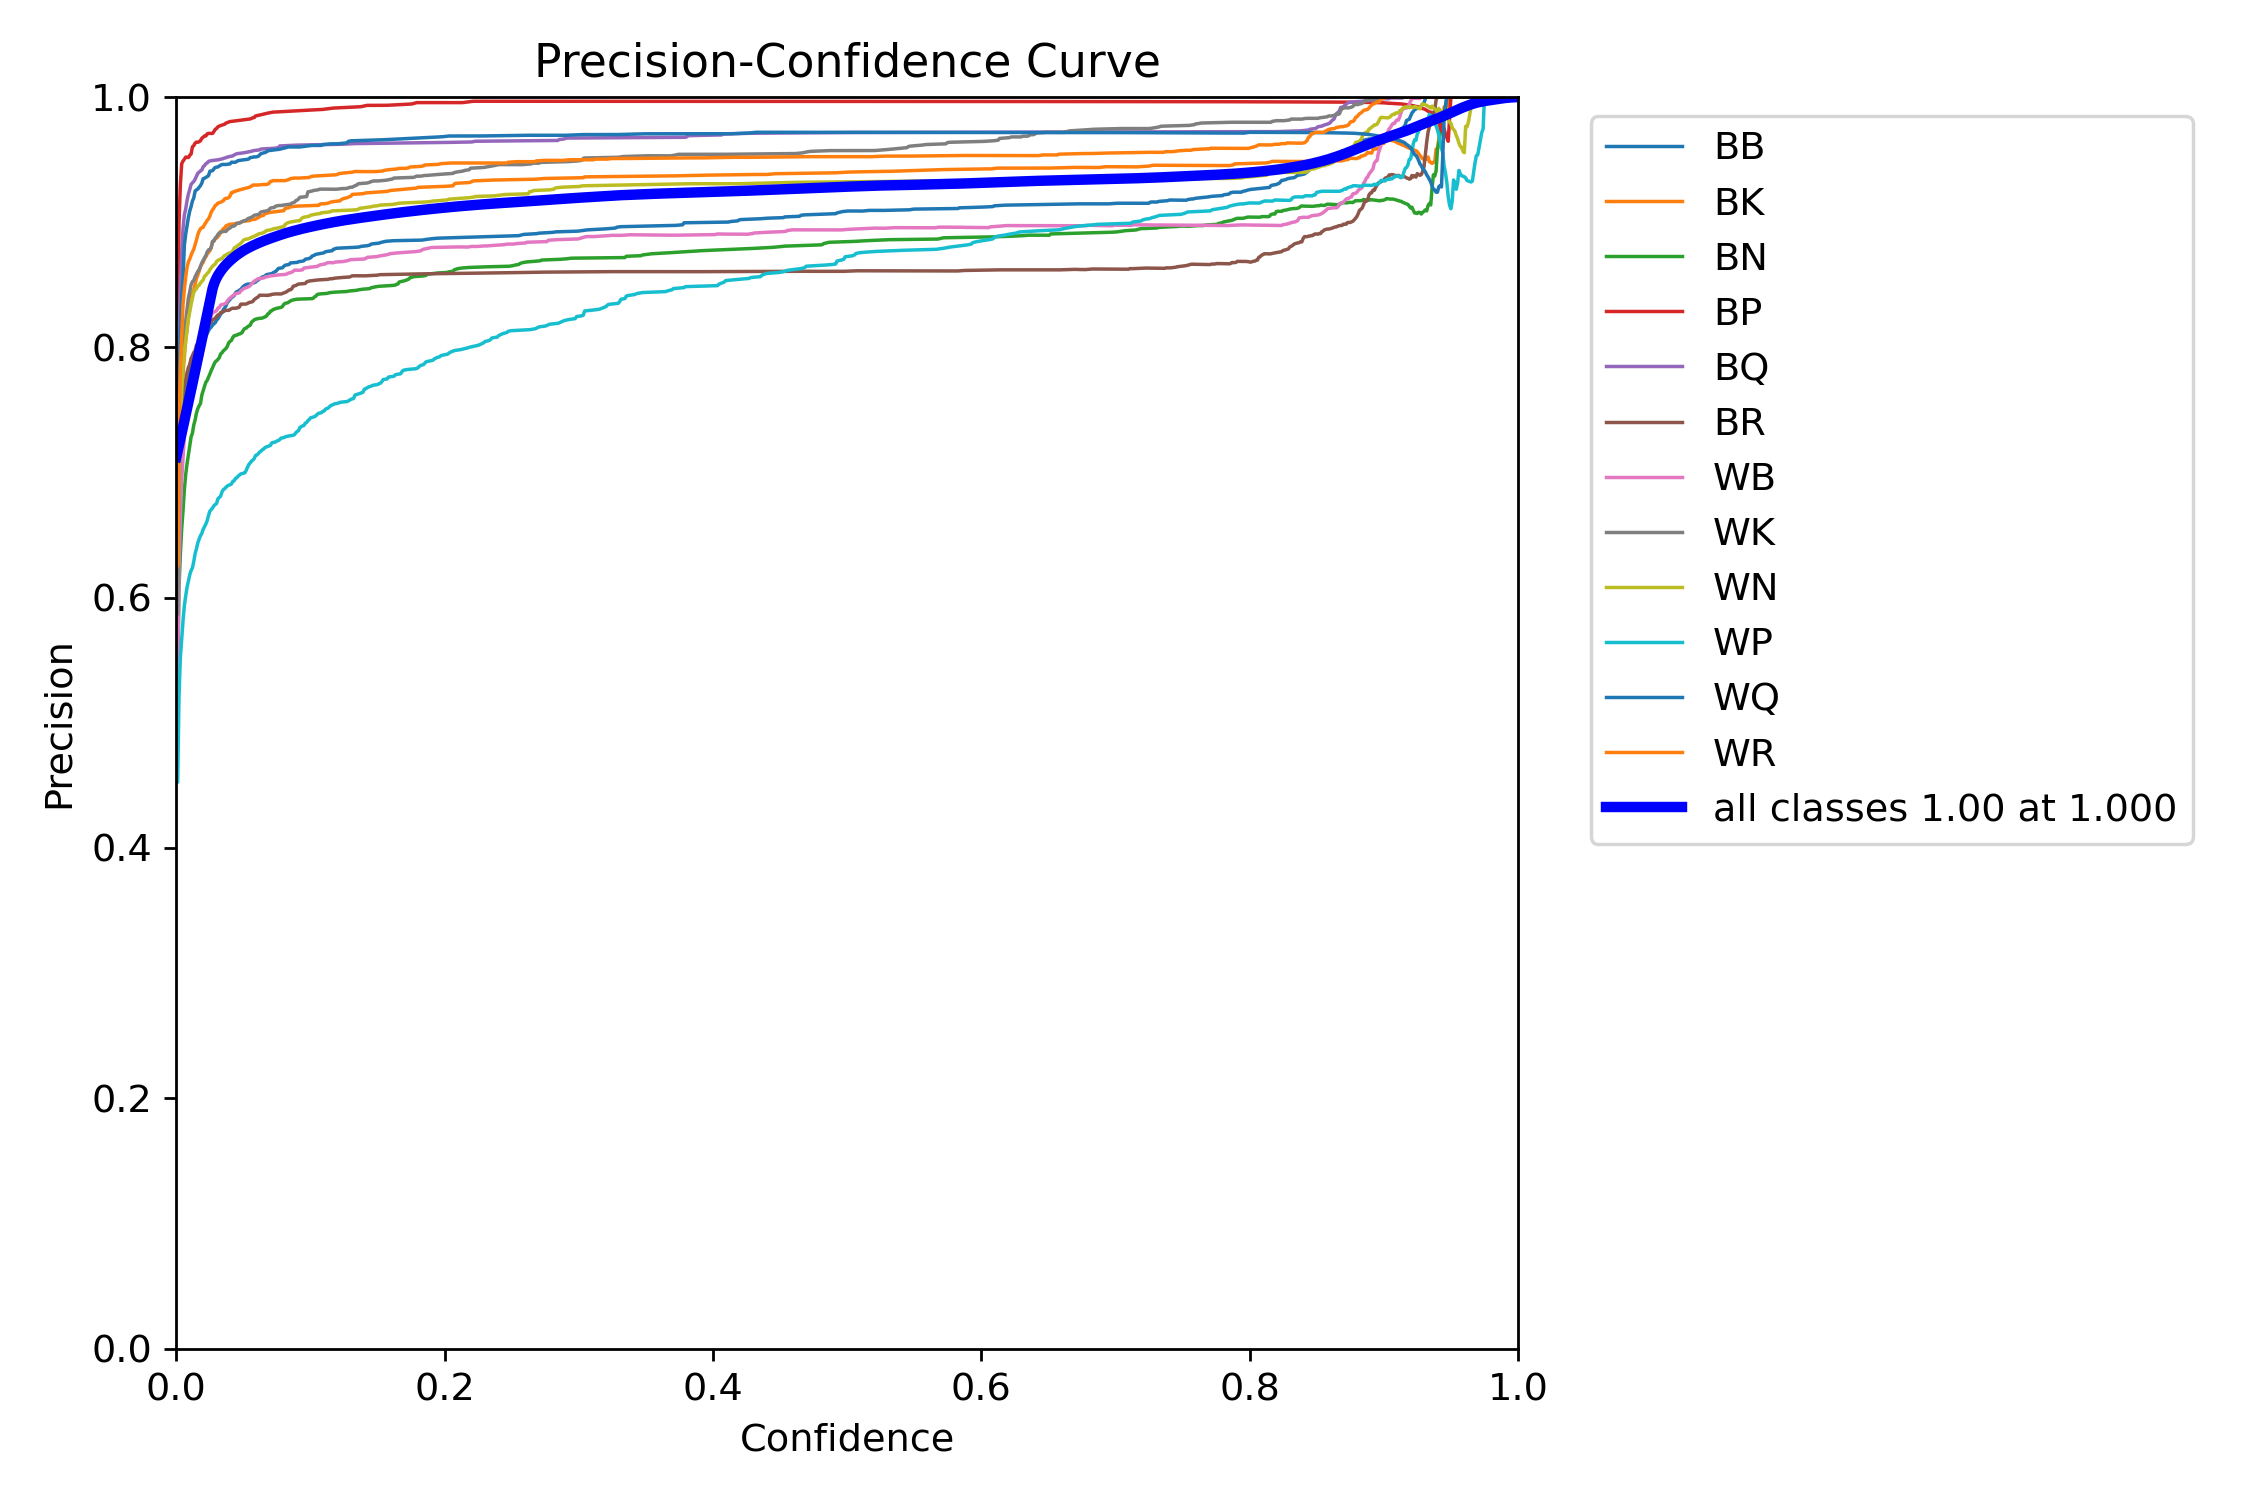 Precision-Confidence Curve
1.0
0.8
0.6
0.4
0.2
0.0
Precision
0.0 0.2 0.4 0.6 0.8 1.0
Confidence
BB
BK
BN
BP
BQ
BR
WB
WK
WN
WP
WQ
WR
all classes 1.00 at 1.000